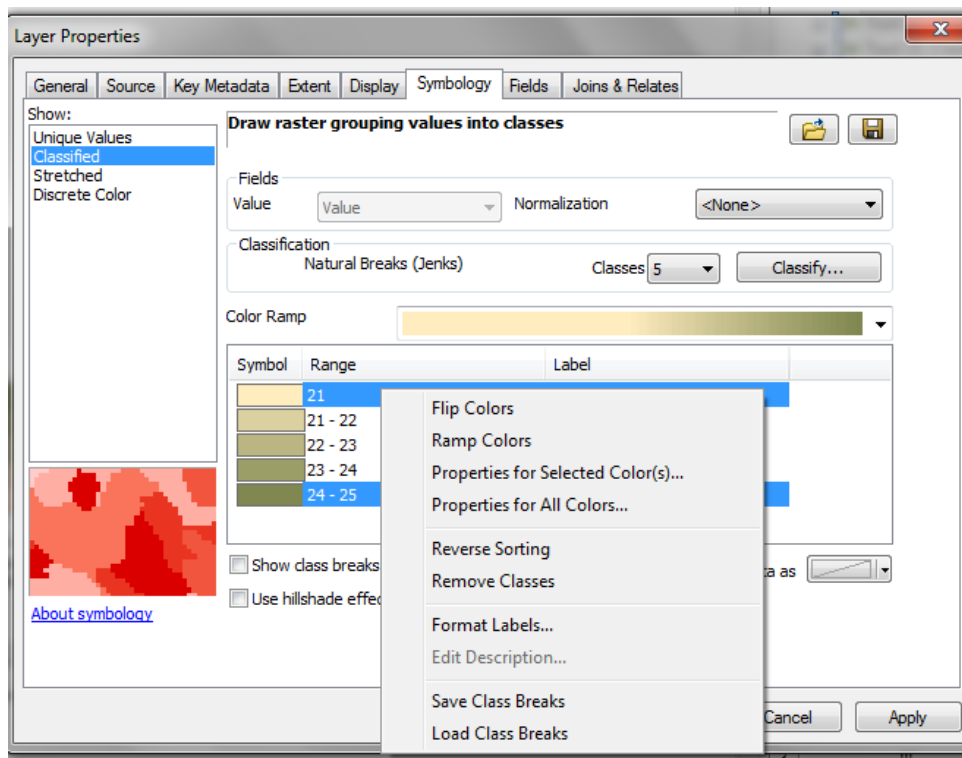 Layer Properties
General Source Key Metadata Extent Display Symbology Fields Joins & Relates
Show:
Unique Values
Classified
Stretched
Discrete Color
About symbology
Draw raster grouping values into classes
Fields
Value Value Normalization <None>
Classification
Natural Breaks (Jenks) Classes 5 Classify...
Color Ramp
Symbol Range Label
21
21 - 22
22 - 23
23 - 24
24 - 25
Show class breaks
as
Use hillshade
Flip Colors
Ramp Colors
Properties for Selected Color(s)...
Properties for All Colors...
Reverse Sorting
Remove Classes
Format Labels...
Edit Description...
Save Class Breaks
Load Class Breaks
Cancel Apply